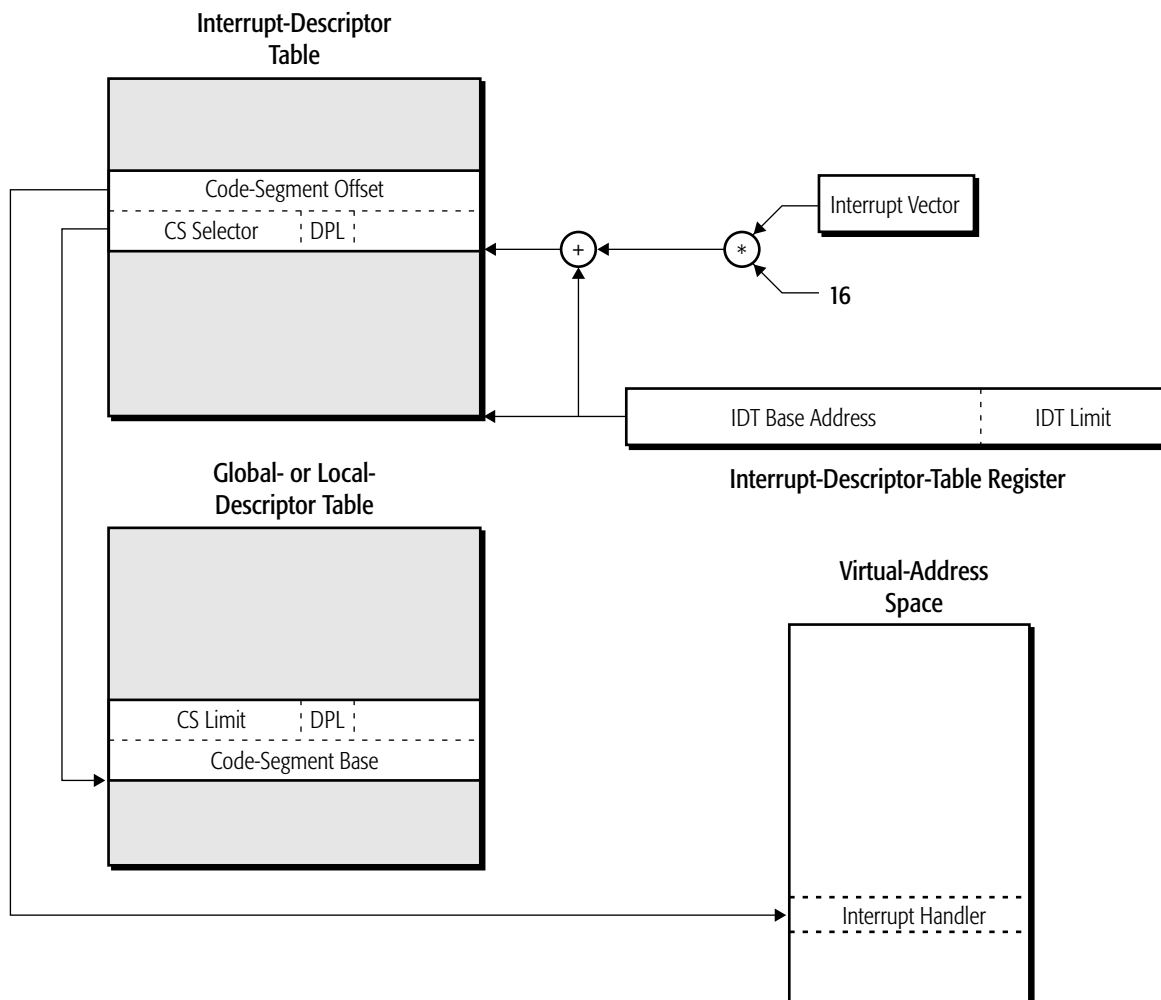 Interrupt-Descriptor
Table
Code-Segment Offset
CS Selector DPL
Interrupt Vector
+
*
16
IDT Base Address IDT Limit
Interrupt-Descriptor-Table Register
Global- or Local-
Descriptor Table
CS Limit DPL
Code-Segment Base
Virtual-Address
Space
Interrupt Handler